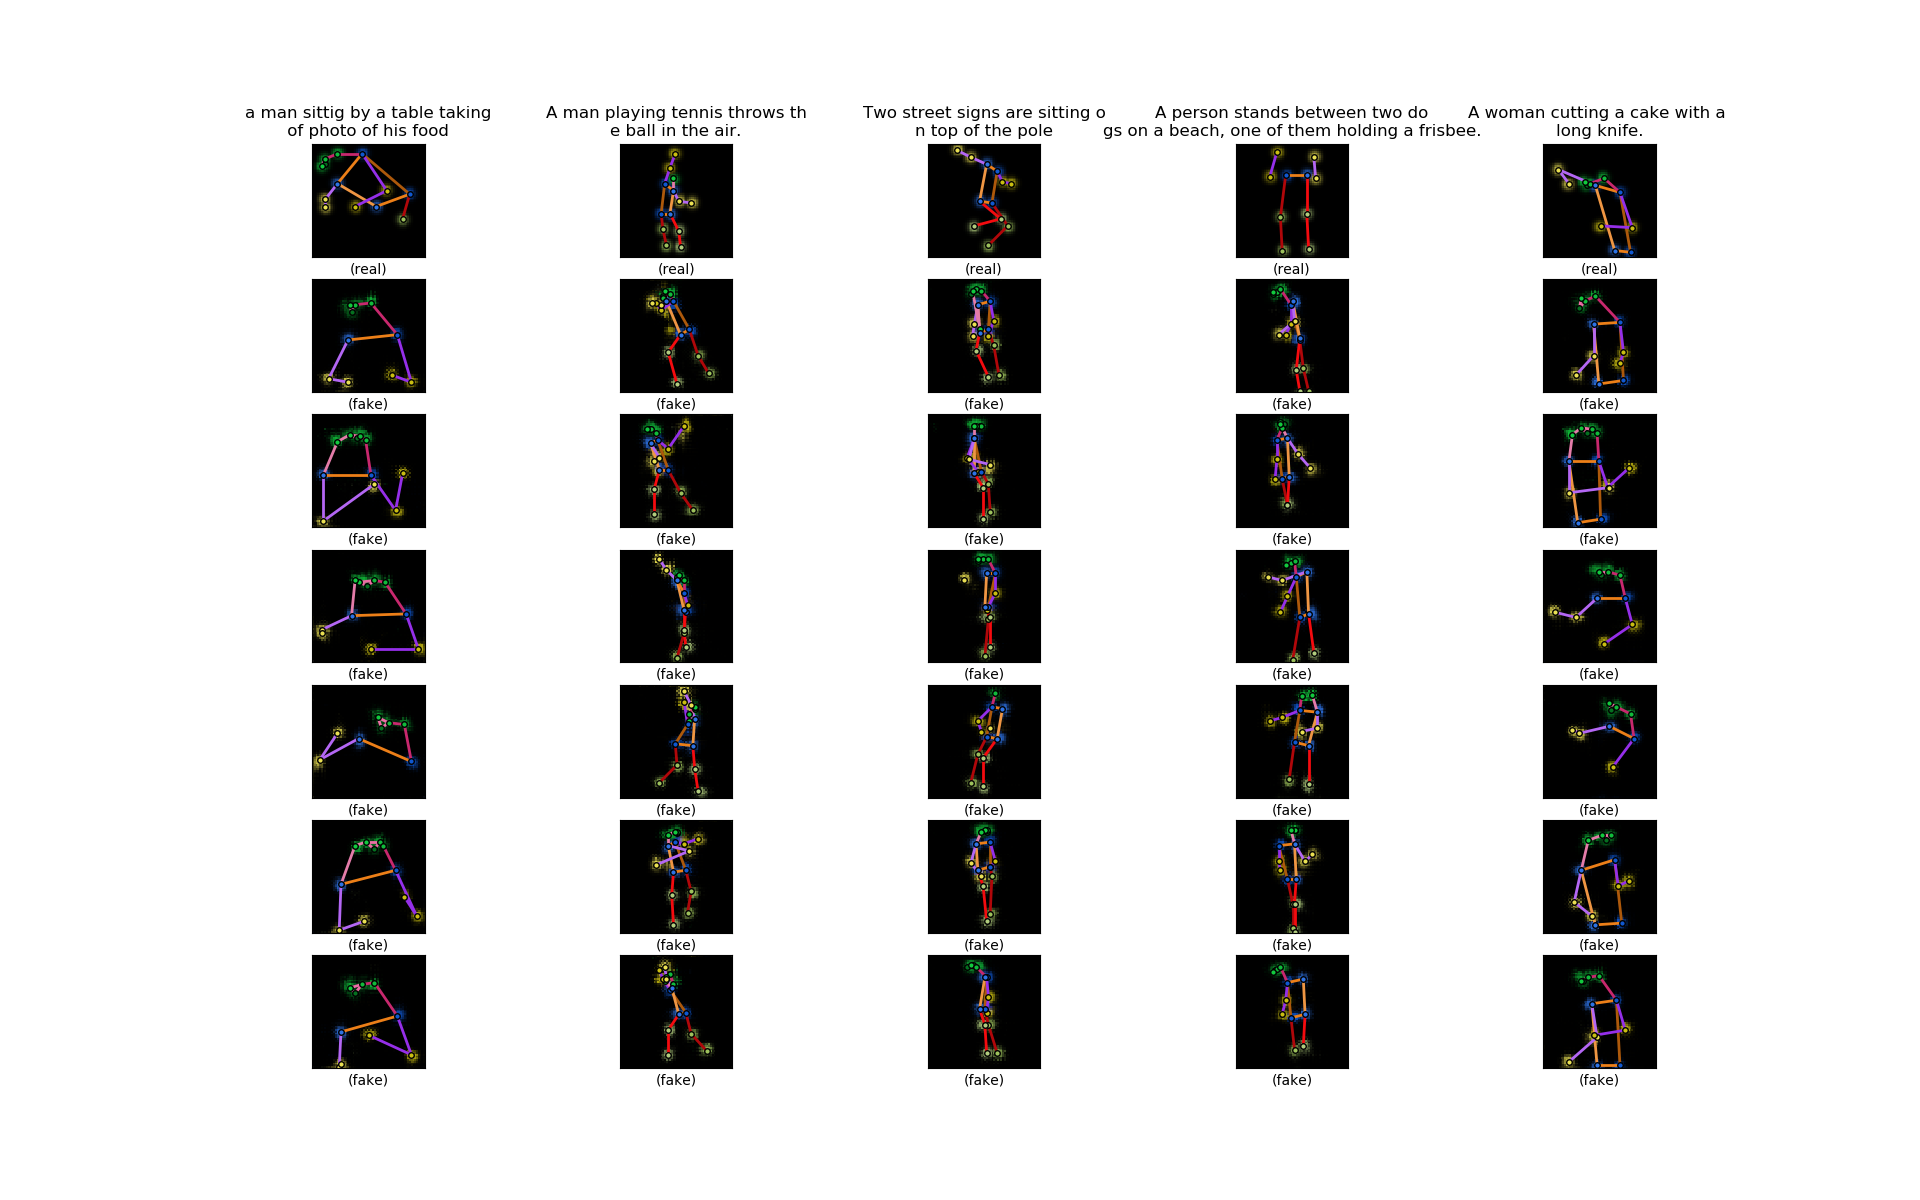 a man sittig by a table taking
of photo of his food
A man playing tennis throws th
e ball in the air.
Two street signs are sitting o
n top of the pole
A person stands between two do
gs on a beach, one of them holding a frisbee.
A woman cutting a cake with a
long knife.
(real) (real) (real) (real) (real)
(fake) (fake) (fake) (fake) (fake)
(fake) (fake) (fake) (fake) (fake)
(fake) (fake) (fake) (fake) (fake)
(fake) (fake) (fake) (fake) (fake)
(fake) (fake) (fake) (fake) (fake)
(fake) (fake) (fake) (fake) (fake)